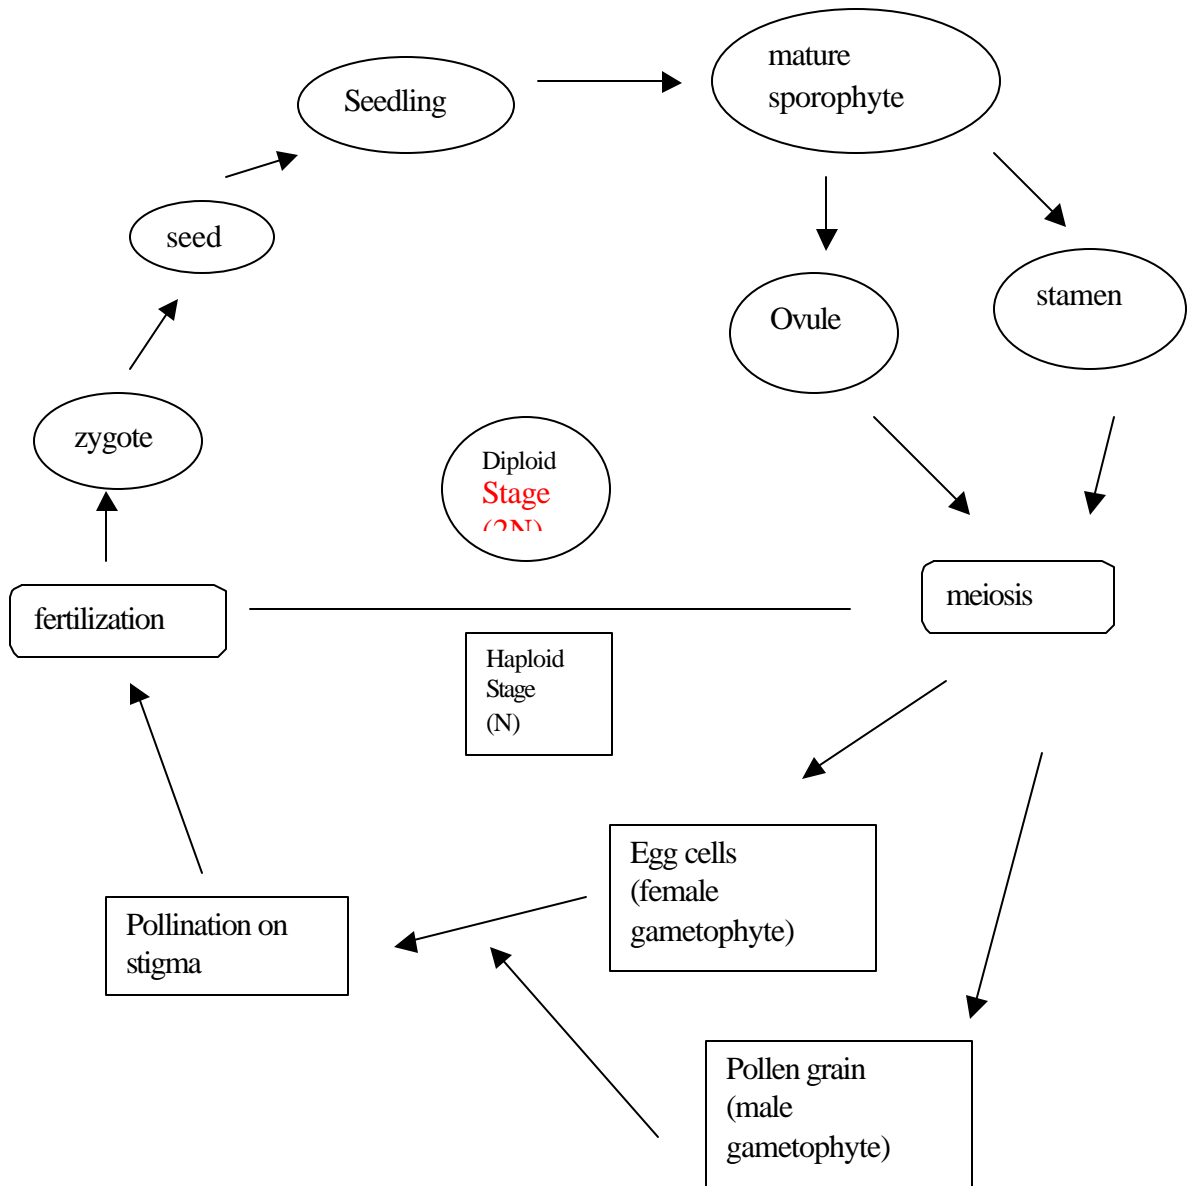 mature
sporophyte
Seedling
seed
Ovule
stamen
zygote
Diploid
Stage
(2N)
fertilization
meiosis
Haploid
Stage
(N)
Egg cells
(female
gametophyte)
Pollination on
stigma
Pollen grain
(male
gametophyte)